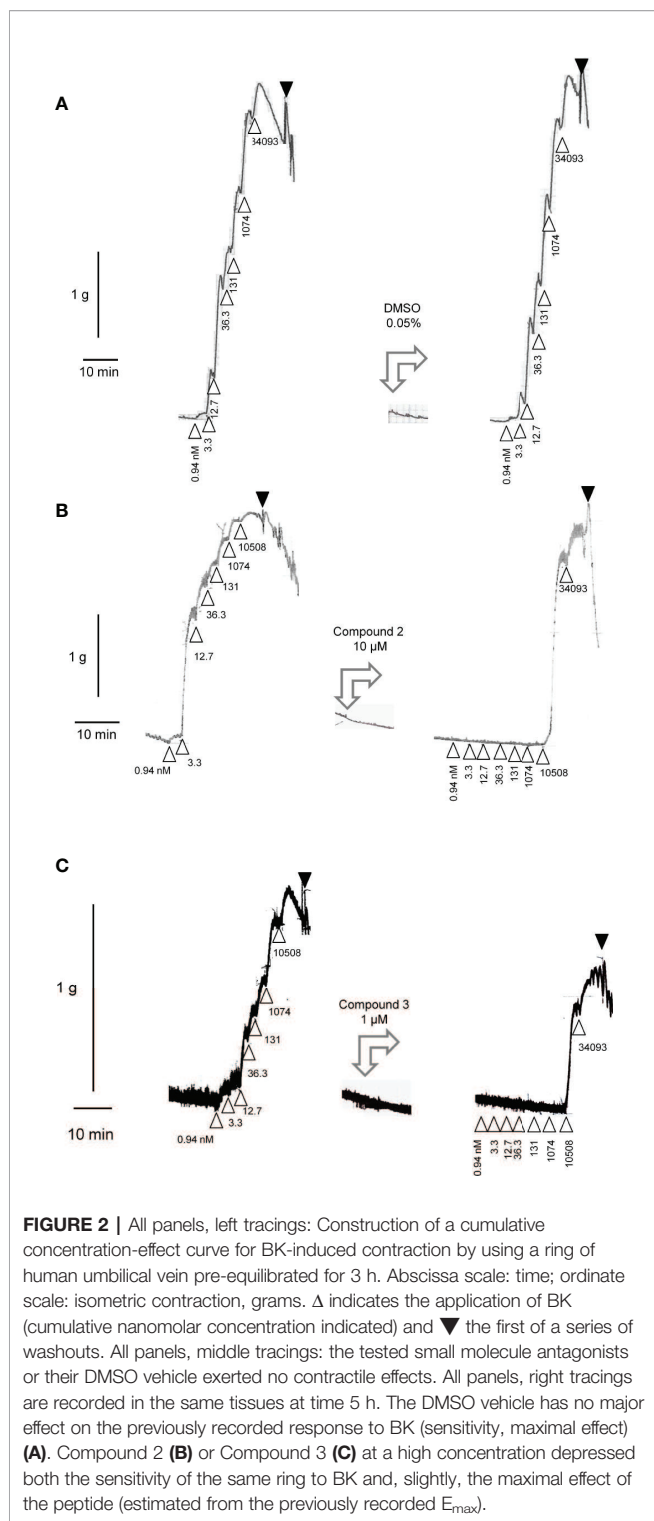 A
34093
1074
131
36.3
12.7
3.3
0.94 nM
1 g
10 min
DMSO
0.05%
34093
1074
131
36.3
12.7
3.3
0.94 nM
B
10508
1074
131
36.3
12.7
3.3
0.94 nM
1 g
10 min
Compound 2
10 µM
34093
0.94 nM
3.3
12.7
36.3
131
1074
10508
C
10508
1074
131
36.3
12.7
3.3
0.94 nM
1 g
10 min
Compound 3
1 µM
34093
0.94 nM
3.3
12.7
36.3
131
1074
10508
FIGURE 2 | All panels, left tracings: Construction of a cumulative
concentration-effect curve for BK-induced contraction by using a ring of
human umbilical vein pre-equilibrated for 3 h. Abscissa scale: time; ordinate
scale: isometric contraction, grams. Δ indicates the application of BK
(cumulative nanomolar concentration indicated) and ▼ the first of a series of
washouts. All panels, middle tracings: the tested small molecule antagonists
or their DMSO vehicle exerted no contractile effects. All panels, right tracings
are recorded in the same tissues at time 5 h. The DMSO vehicle has no major
effect on the previously recorded response to BK (sensitivity, maximal effect)
(A). Compound 2 (B) or Compound 3 (C) at a high concentration depressed
both the sensitivity of the same ring to BK and, slightly, the maximal effect of
the peptide (estimated from the previously recorded Emax).